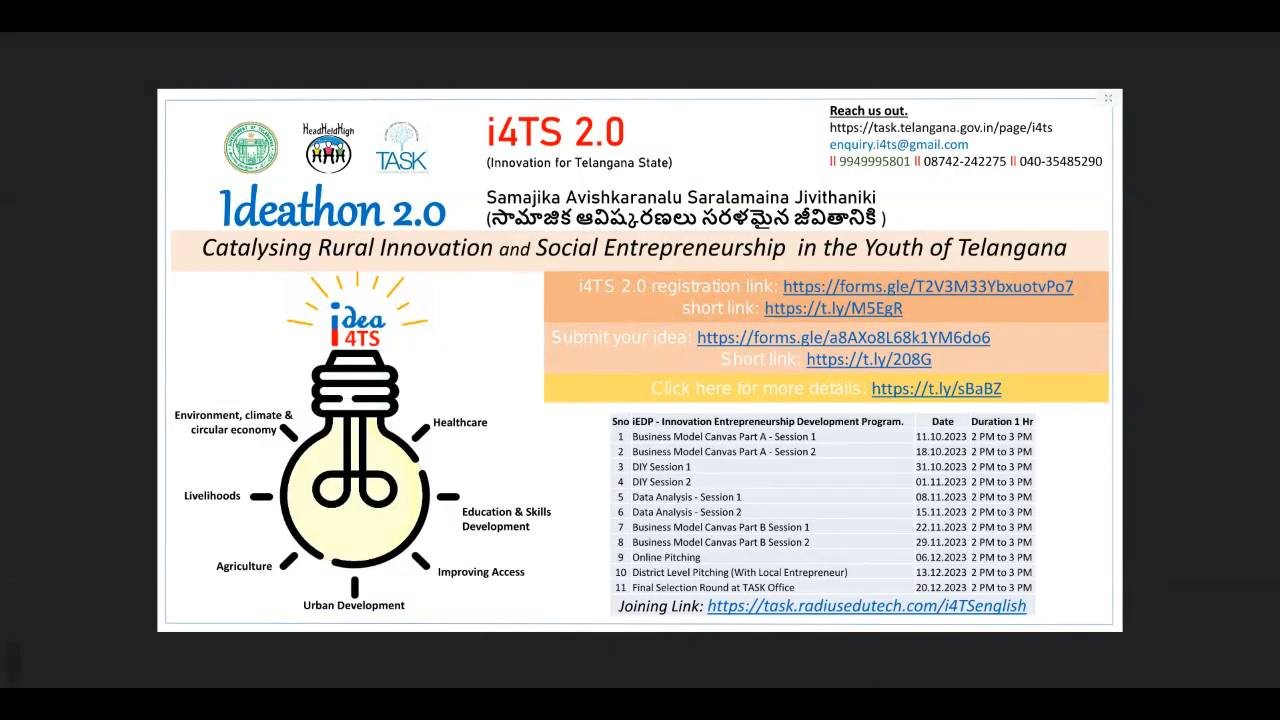 HeadHeldHigh
TASK
i4TS 2.0
(Innovation for Telangana State)
Reach us out.
https://task.telangana.gov.in/page/i4ts
enquiry.i4ts@gmail.com
ll 9949995801 ll 08742-242275 ll 040-35485290
Ideathon 2.0
Samajika Avishkaranalu Saralamaina Jivithaniki
(సామాజిక ఆవిష్కరణలు సరళమైన జీవితానికి )
Catalysing Rural Innovation and Social Entrepreneurship in the Youth of Telangana
i4TS 2.0 registration link: https://forms.gle/T2V3M33YbxuotvPo7
short link: https://t.ly/M5EgR
Submit your idea: https://forms.gle/a8AXo8L68k1YM6do6
Short link: https://t.ly/208G
Click here for more details: https://t.ly/sBaBZ
idea
i4TS
Environment, climate &
circular economy
Healthcare
Livelihoods
Education & Skills
Development
Agriculture
Improving Access
Urban Development
Sno iEDP - Innovation Entrepreneurship Development Program. Date Duration 1 Hr
1 Business Model Canvas Part A - Session 1 11.10.2023 2 PM to 3 PM
2 Business Model Canvas Part A - Session 2 18.10.2023 2 PM to 3 PM
3 DIY Session 1 31.10.2023 2 PM to 3 PM
4 DIY Session 2 01.11.2023 2 PM to 3 PM
5 Data Analysis - Session 1 08.11.2023 2 PM to 3 PM
6 Data Analysis - Session 2 15.11.2023 2 PM to 3 PM
7 Business Model Canvas Part B Session 1 22.11.2023 2 PM to 3 PM
8 Business Model Canvas Part B Session 2 29.11.2023 2 PM to 3 PM
9 Online Pitching 06.12.2023 2 PM to 3 PM
10 District Level Pitching (With Local Entrepreneur) 13.12.2023 2 PM to 3 PM
11 Final Selection Round at TASK Office 20.12.2023 2 PM to 3 PM
Joining Link: https://task.radiusedutech.com/i4TSenglish